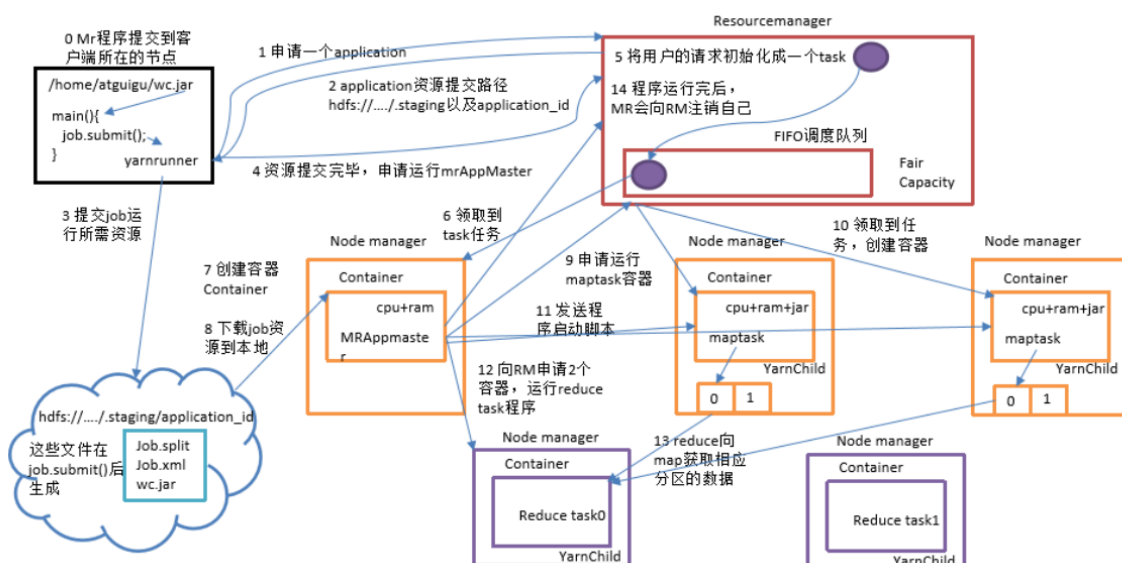 0 Mr程序提交到客
户端所在的节点
/home/atguigu/wc.jar
main(){
job.submit();
}
yarnrunner
1 申请一个application
2 application资源提交路径
hdfs://..../.staging以及application_id
4 资源提交完毕，申请运行mrAppMaster
Resourcemanager
5 将用户的请求初始化成一个task
14 程序运行完后，
MR会向RM注销自己
FIFO调度队列
Fair
Capacity
3 提交job运
行所需资源
6 领取到
task任务
7 创建容器
Container
8 下载job资
源到本地
Node manager
Container
cpu+ram
MRAppmaste
r
9 申请运行
maptask容器
10 领取到任
务，创建容器
11 发送程
序启动脚本
Node manager
Container
cpu+ram+jar
maptask
YarnChild
0
1
Node manager
Container
cpu+ram+jar
maptask
YarnChild
0
1
12 向RM申请2个
容器，运行reduce
task程序
13 reduce向
map获取相应
分区的数据
hdfs://..../.staging/application_id
这些文件在
job.submit()后
生成
Job.split
Job.xml
wc.jar
Node manager
Container
Reduce task0
YarnChild
Node manager
Container
Reduce task1
YarnChild